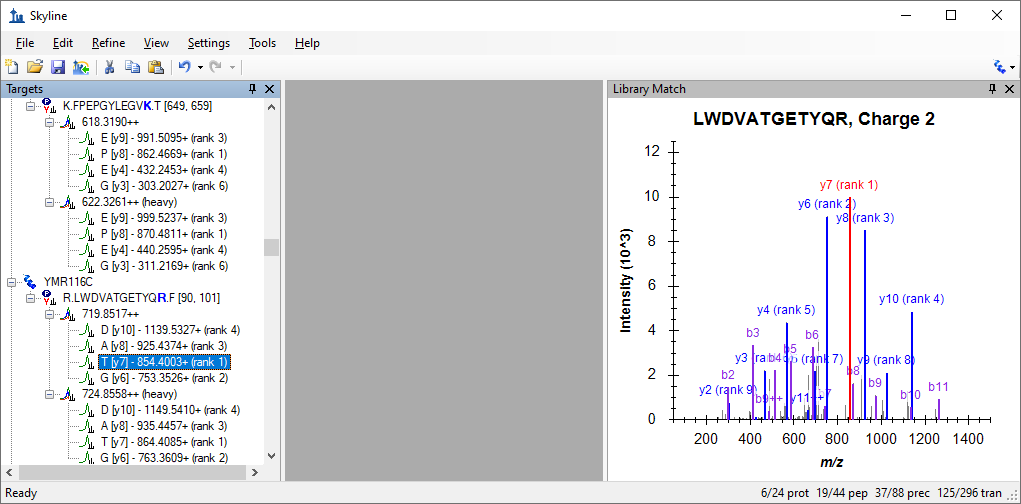 Skyline
File Edit Refine View Settings Tools Help
Targets
K.FPEPGYLEGVK.T [649, 659]
618.3190++
E [y9] - 991.5095+ (rank 3)
P [y8] - 862.4669+ (rank 1)
E [y4] - 432.2453+ (rank 4)
G [y3] - 303.2027+ (rank 6)
622.3261++ (heavy)
E [y9] - 999.5237+ (rank 3)
P [y8] - 870.4811+ (rank 1)
E [y4] - 440.2595+ (rank 4)
G [y3] - 311.2169+ (rank 6)
YMR116C
R.LWDVATGETYQR.F [90, 101]
719.8517++
D [y10] - 1139.5327+ (rank 4)
A [y8] - 925.4374+ (rank 3)
T [y7] - 854.4003+ (rank 1)
G [y6] - 753.3526+ (rank 2)
724.8558++ (heavy)
D [y10] - 1149.5410+ (rank 4)
A [y8] - 935.4457+ (rank 3)
T [y7] - 864.4085+ (rank 1)
G [y6] - 763.3609+ (rank 2)
Library Match
LWDVATGETYQR, Charge 2
Intensity (10^3)
12
10
8
6
4
2
0
y7 (rank 1)
y6 (rank 2)
y8 (rank 3)
y10 (rank 4)
y4 (rank 5)
b3
b6
b5
y3
b4
7)
y9 (rank 8)
b2
b8
y2 (rank 9)
b9++
y11++
b9
b10
b11
200 400 600 800 1000 1200 1400
m/z
Ready
6/24 prot 19/44 pep 37/88 prec 125/296 tran